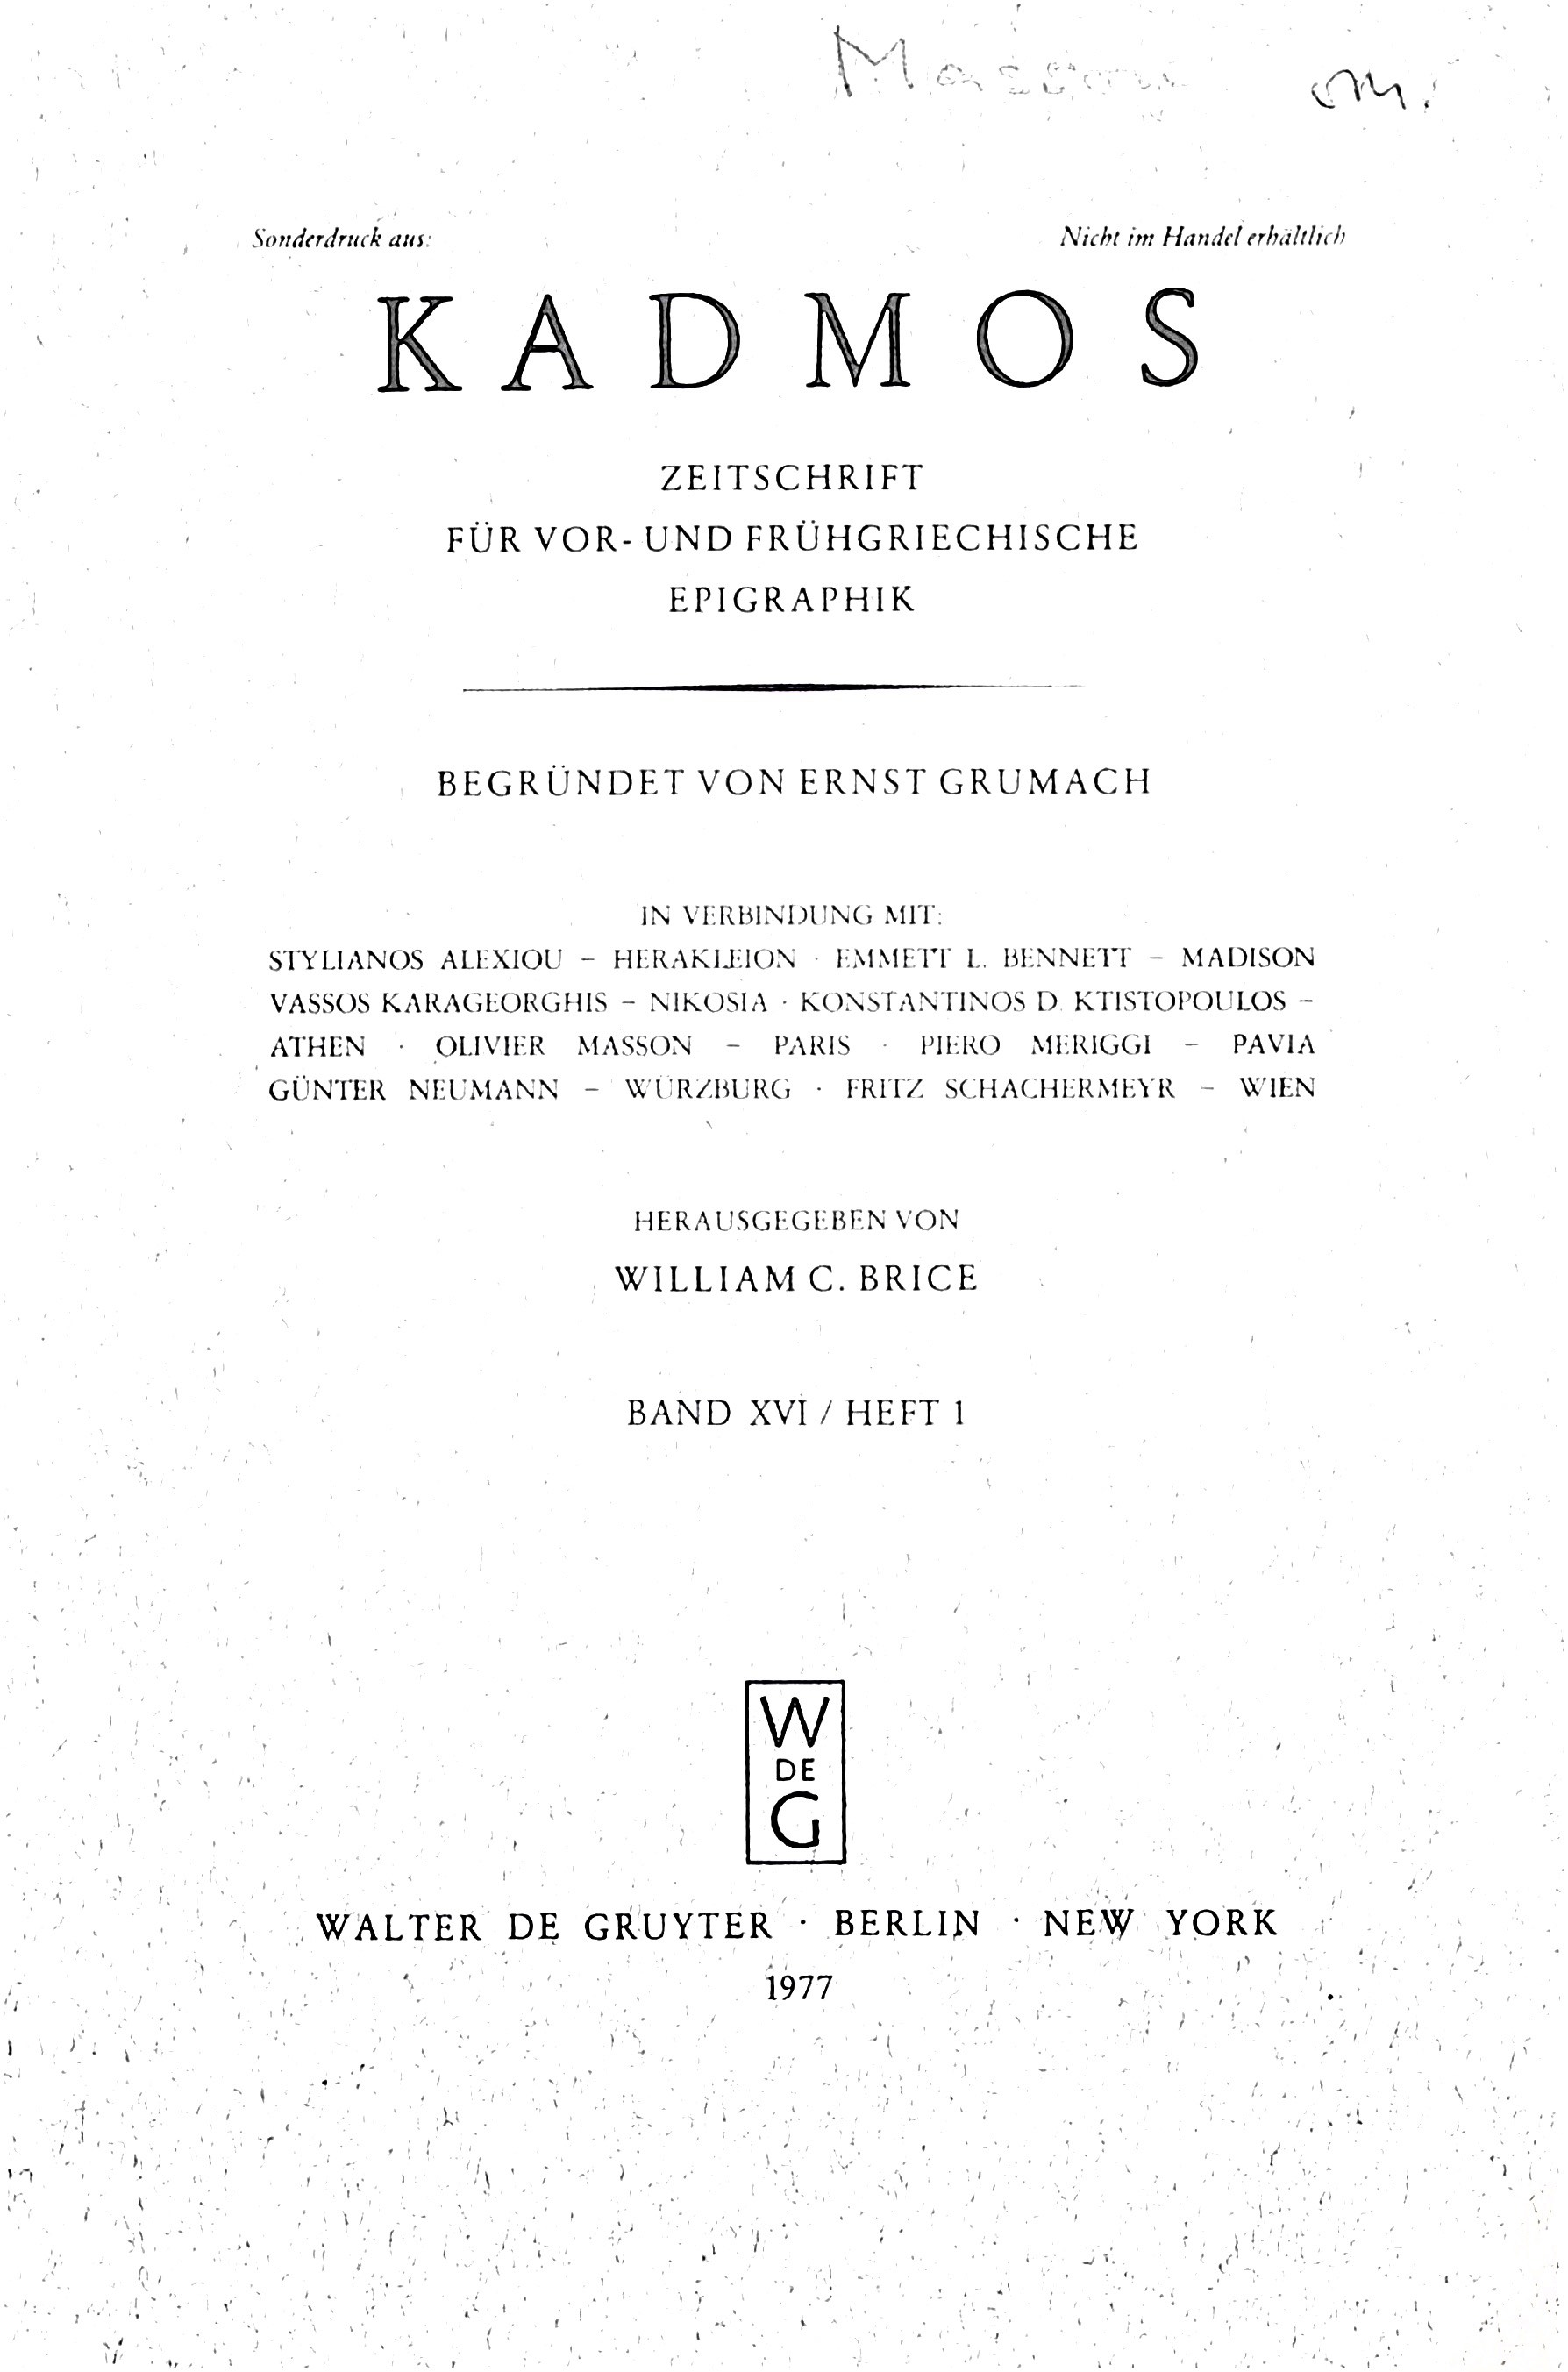 Masson
Sonderdruck aus:
Nicht im Handel erhältlich
KADMOS
ZEITSCHRIFT
FÜR VOR- UND FRÜHGRIECHISCHE
EPIGRAPHIK
BEGRÜNDET VON ERNST GRUMACH
IN VERBINDUNG MIT:
STYLIANOS ALEXIOU – HERAKLEION · EMMETT L. BENNETT – MADISON
VASSOS KARAGEORGHIS – NIKOSIA · KONSTANTINOS D. KTISTOPOULOS –
ATHEN · OLIVIER MASSON – PARIS · PIERO MERIGGI – PAVIA
GÜNTER NEUMANN – WÜRZBURG · FRITZ SCHACHERMEYR – WIEN
HERAUSGEGEBEN VON
WILLIAM C. BRICE
BAND XVI / HEFT 1
W
DE
G
WALTER DE GRUYTER · BERLIN · NEW YORK
1977